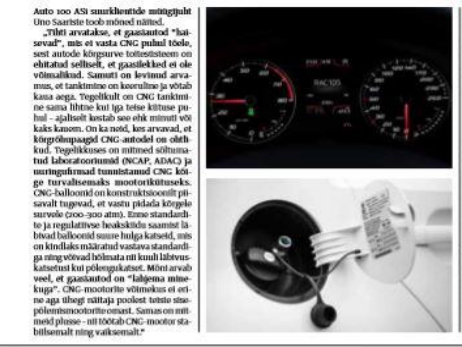 Auto 100 ASi suurklientide müügijuht
Uno Saariste toob mõned näited.
„Tihti arvatakse, et gaasiautod "hai-
sevad", mis ei vasta CNG puhul tõele,
sest autode kõrgsurve toitesüsteem on
ehitatud selliselt, et gaasilekked ei ole
võimalikud. Samuti on levinud arva-
mus, et tankimine on keeruline ja võtab
kaua aega. Tegelikult on CNG tankimi-
ne sama lihtne kui iga teise kütuse pu-
hul – ajaliselt kestab see ehk minuti või
kaks kauem. On ka neid, kes arvavad, et
kõrgrõhupaagid CNG-autodel on ohtli-
kud. Tegelikkuses on mitmed sõltuma-
tud laboratooriumid (NCAP, ADAC) ja
uuringufirmad tunnistanud CNG kõi-
ge turvalisemaks mootorikütuseks.
CNG-balloonid on konstruktsioonilt pii-
savalt tugevad, et vastu pidada kõrgele
survele (200–300 atm). Enne standardi-
te ja regulatiivse heakskiidu saamist lä-
bivad balloonid suure hulga katseid, mis
on kindlaks määratud vastava standardi-
ga ning võivad hõlmata nii kuuli läbivus-
katsetusi kui põlengukatset. Mõni arvab
veel, et gaasiautod on "lahjema mine-
kuga". CNG-mootorite võimekus ei eri-
ne aga ühegi näitaja poolest teiste sise-
põlemismootorite omast. Samas on mit-
meid plusse – nii töötab CNG-mootor sta-
biilsemalt ning vaiksemalt."
RAC105